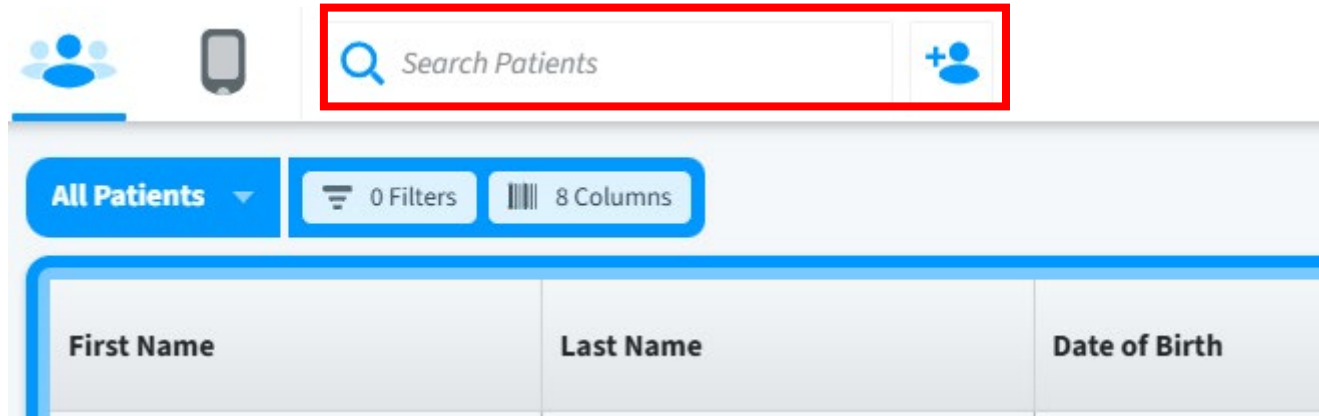 Search Patients
All Patients 0 Filters 8 Columns
First Name Last Name Date of Birth